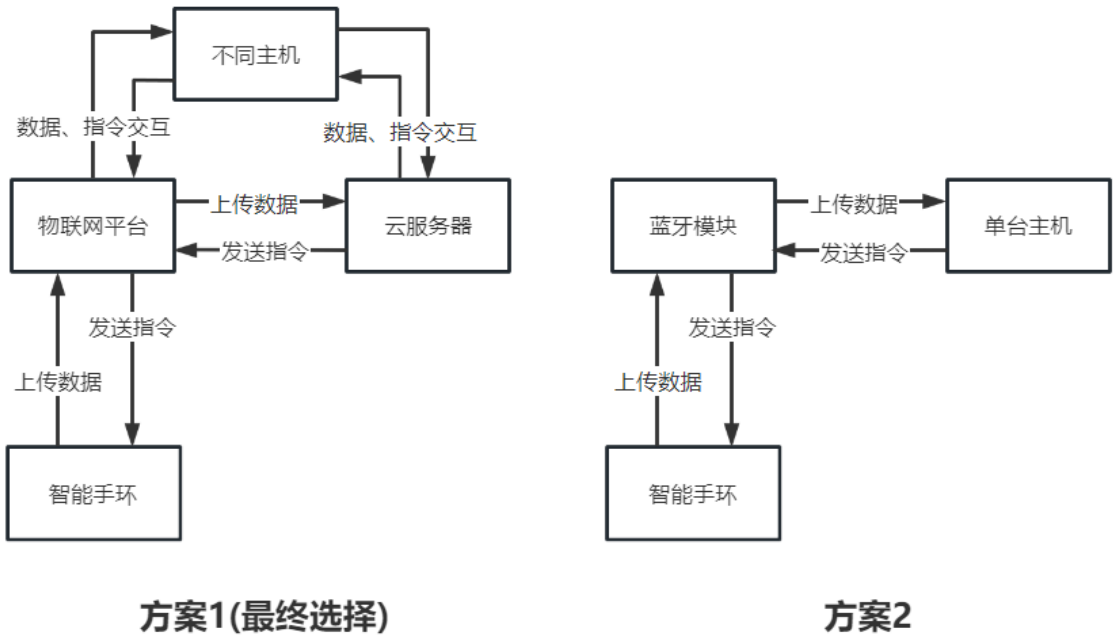 不同主机
数据、指令交互
数据、指令交互
物联网平台
上传数据
发送指令
云服务器
发送指令
上传数据
智能手环
方案1(最终选择)
蓝牙模块
上传数据
发送指令
单台主机
发送指令
上传数据
智能手环
方案2